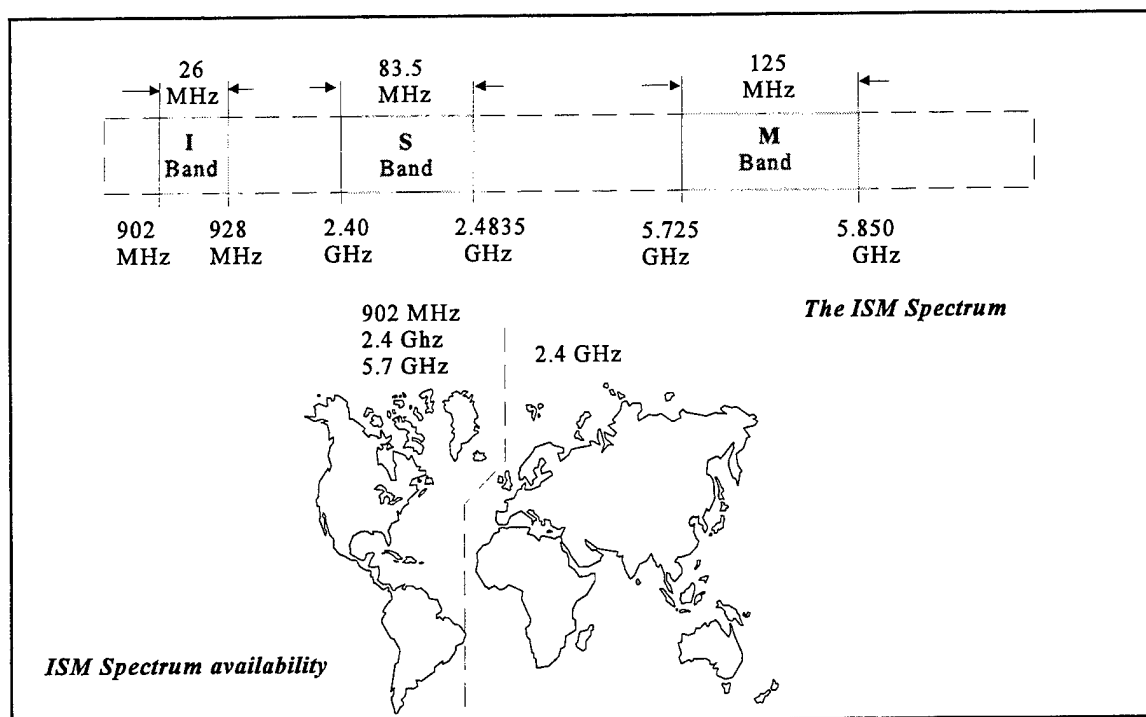 26 MHz
83.5 MHz
125 MHz
I Band
S Band
M Band
902 MHz
928 MHz
2.40 GHz
2.4835 GHz
5.725 GHz
5.850 GHz
The ISM Spectrum
902 MHz
2.4 Ghz
5.7 GHz
2.4 GHz
ISM Spectrum availability